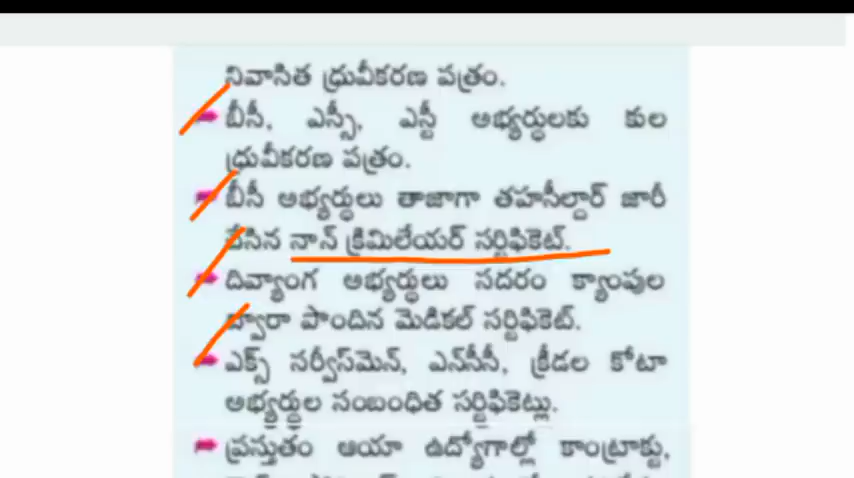 నివాసిత ధ్రువీకరణ పత్రం.
బీసీ, ఎస్సీ, ఎస్టీ అభ్యర్థులకు కుల
ధ్రువీకరణ పత్రం.
బీసీ అభ్యర్థులు తాజాగా తహసీల్దార్ జారీ
చేసిన నాన్ క్రిమిలేయర్ సర్టిఫికెట్.
దివ్యాంగ అభ్యర్థులు సదరం క్యాంపుల
ద్వారా పొందిన మెడికల్ సర్టిఫికెట్.
ఎక్స్ సర్వీస్‌మెన్, ఎన్‌సీసీ, క్రీడల కోటా
అభ్యర్థుల సంబంధిత సర్టిఫికెట్లు.
ప్రస్తుతం ఆయా ఉద్యోగాల్లో కాంట్రాక్టు,